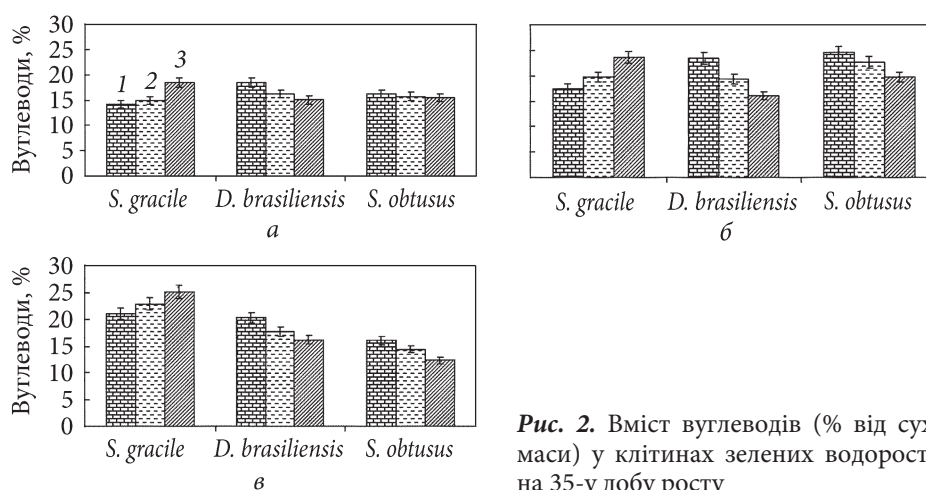 Вуглеводи, %
30
25
20
15
10
5
0
1 2 3
S. gracile D. brasiliensis S. obtusus
а
S. gracile D. brasiliensis S. obtusus
б
Вуглеводи, %
30
25
20
15
10
5
0
S. gracile D. brasiliensis S. obtusus
в
Рис. 2. Вміст вуглеводів (% від сух
маси) у клітинах зелених водорост
на 35-у добу росту